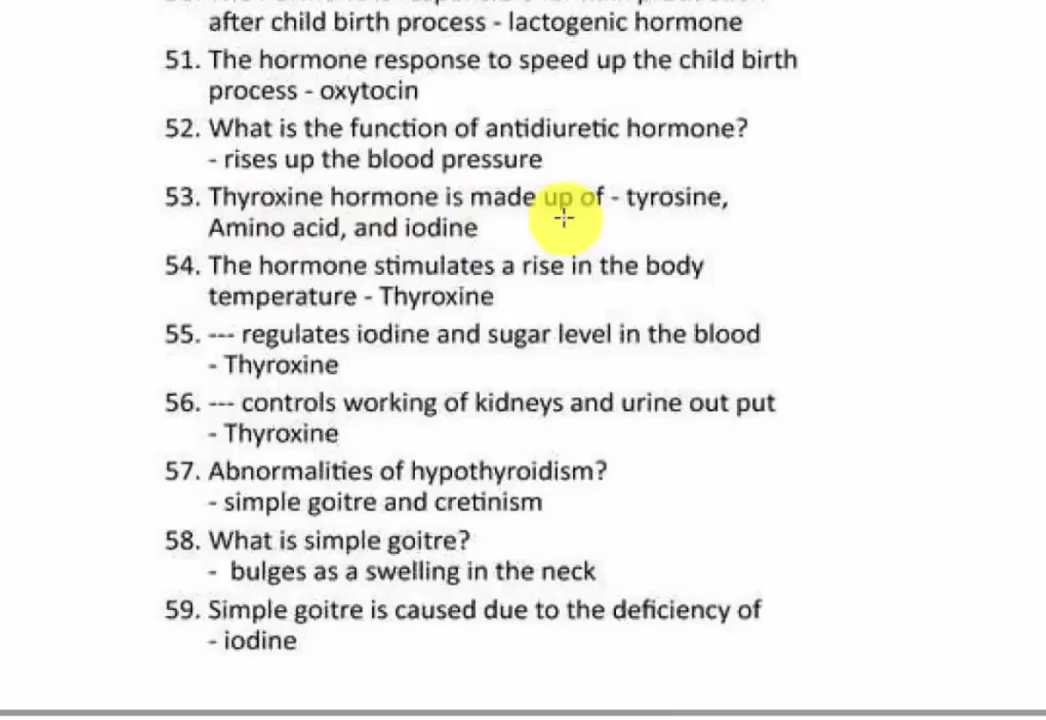 after child birth process - lactogenic hormone
51. The hormone response to speed up the child birth
process - oxytocin
52. What is the function of antidiuretic hormone?
- rises up the blood pressure
53. Thyroxine hormone is made up of - tyrosine,
Amino acid, and iodine
54. The hormone stimulates a rise in the body
temperature - Thyroxine
55. --- regulates iodine and sugar level in the blood
- Thyroxine
56. --- controls working of kidneys and urine out put
- Thyroxine
57. Abnormalities of hypothyroidism?
- simple goitre and cretinism
58. What is simple goitre?
- bulges as a swelling in the neck
59. Simple goitre is caused due to the deficiency of
- iodine